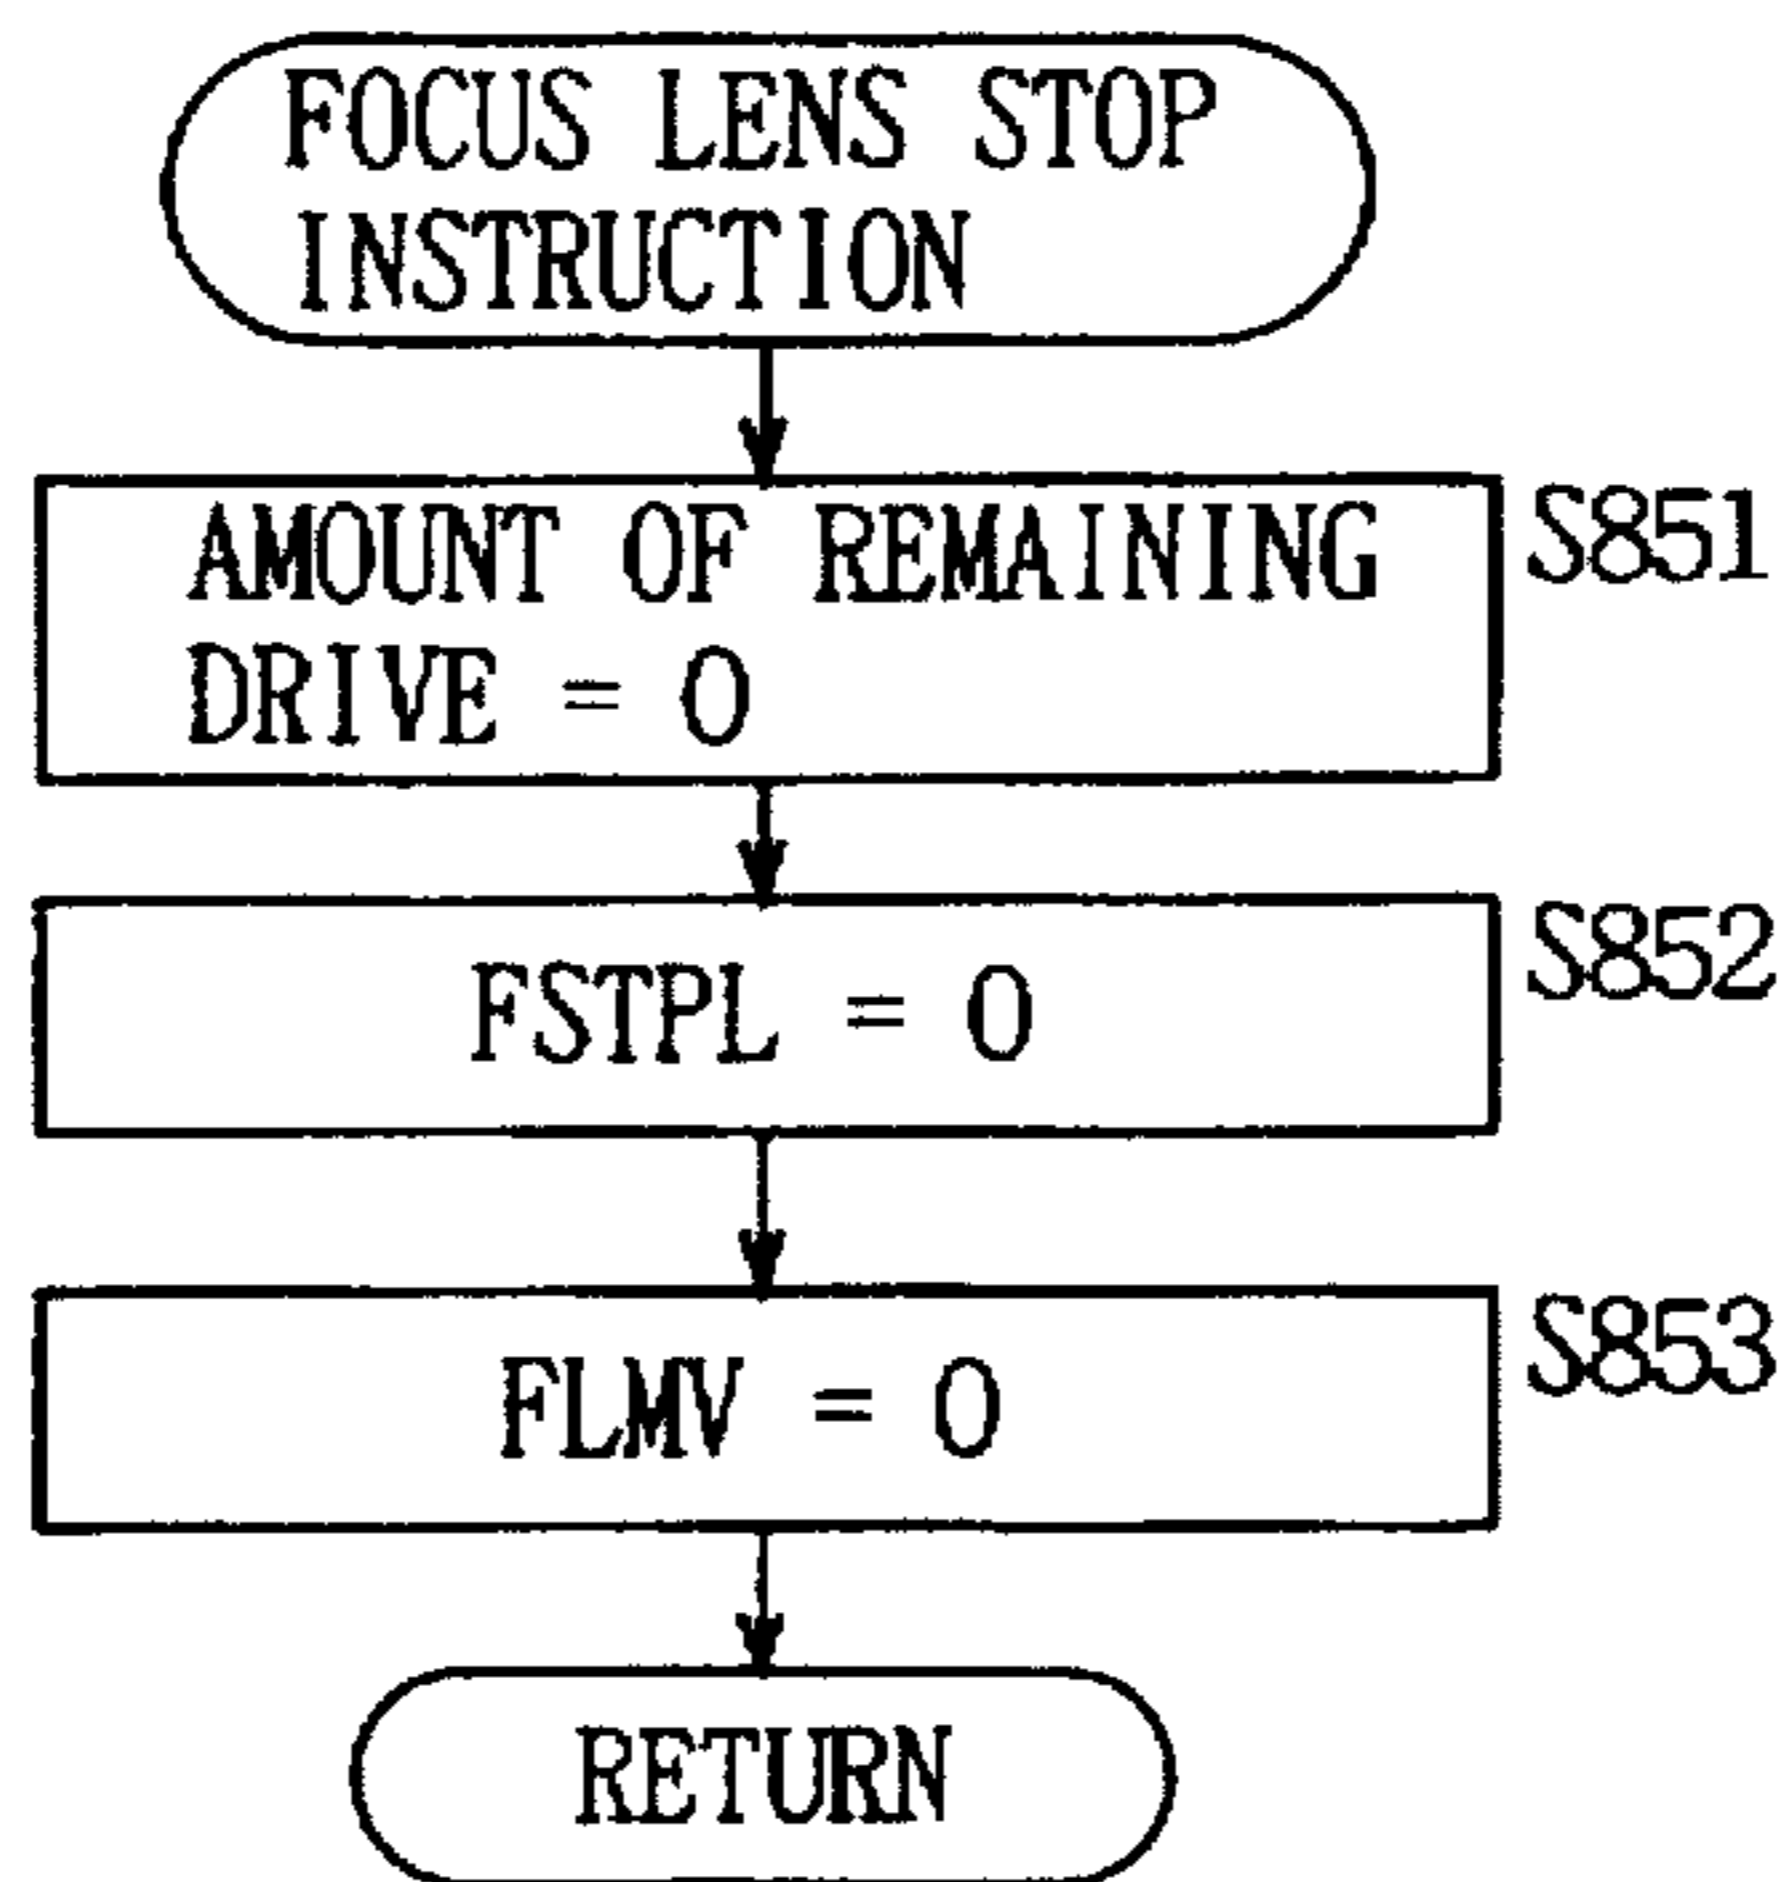 FOCUS LENS STOP
INSTRUCTION
AMOUNT OF REMAINING
DRIVE = 0
S851
FSTPL = 0
S852
FLMV = 0
S853
RETURN